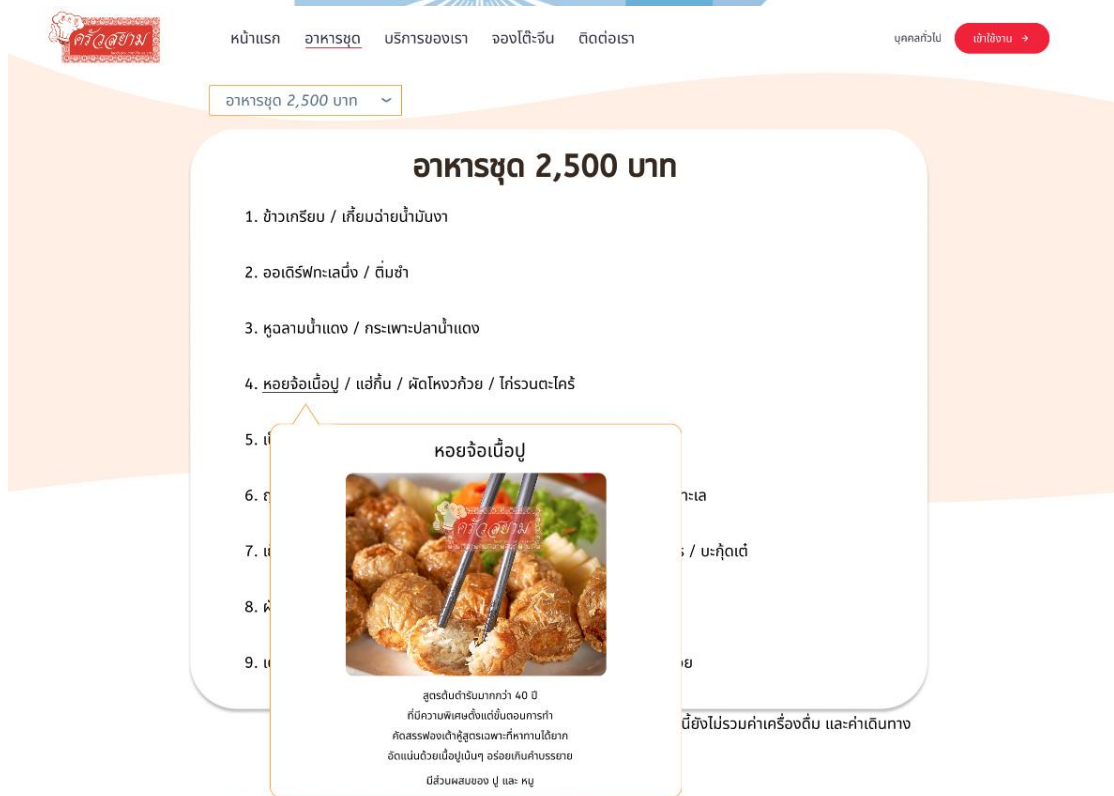 ครัวสยาม
หน้าแรก อาหารชุด บริการของเรา จองโต๊ะจีน ติดต่อเรา บุคคลทั่วไป เข้าใช้งาน →
อาหารชุด 2,500 บาท
อาหารชุด 2,500 บาท
1. ข้าวเกรียบ / เกี้ยมฉ่ายน้ำมันงา
2. ออเดิร์ฟทะเลนึ่ง / ติ่มซำ
3. หูฉลามน้ำแดง / กระเพาะปลาน้ำแดง
4. หอยจ้อเนื้อปู / แฮ่กึ้น / ผัดโหงวก้วย / ไก่รวนตะไคร้
5.
6.
7. / บะกุ้ดเต๋
8.
9.
หอยจ้อเนื้อปู
ครัวสยาม
สูตรต้นตำรับมากกว่า 40 ปี
ที่มีความพิเศษตั้งแต่ขั้นตอนการทำ
คัดสรรฟองเต้าหู้สูตรเฉพาะที่หาทานได้ยาก
อัดแน่นด้วยเนื้อปูเน้นๆ อร่อยเกินคำบรรยาย
มีส่วนผสมของ ปู และ หมู
นี้ยังไม่รวมค่าเครื่องดื่ม และค่าเดินทาง